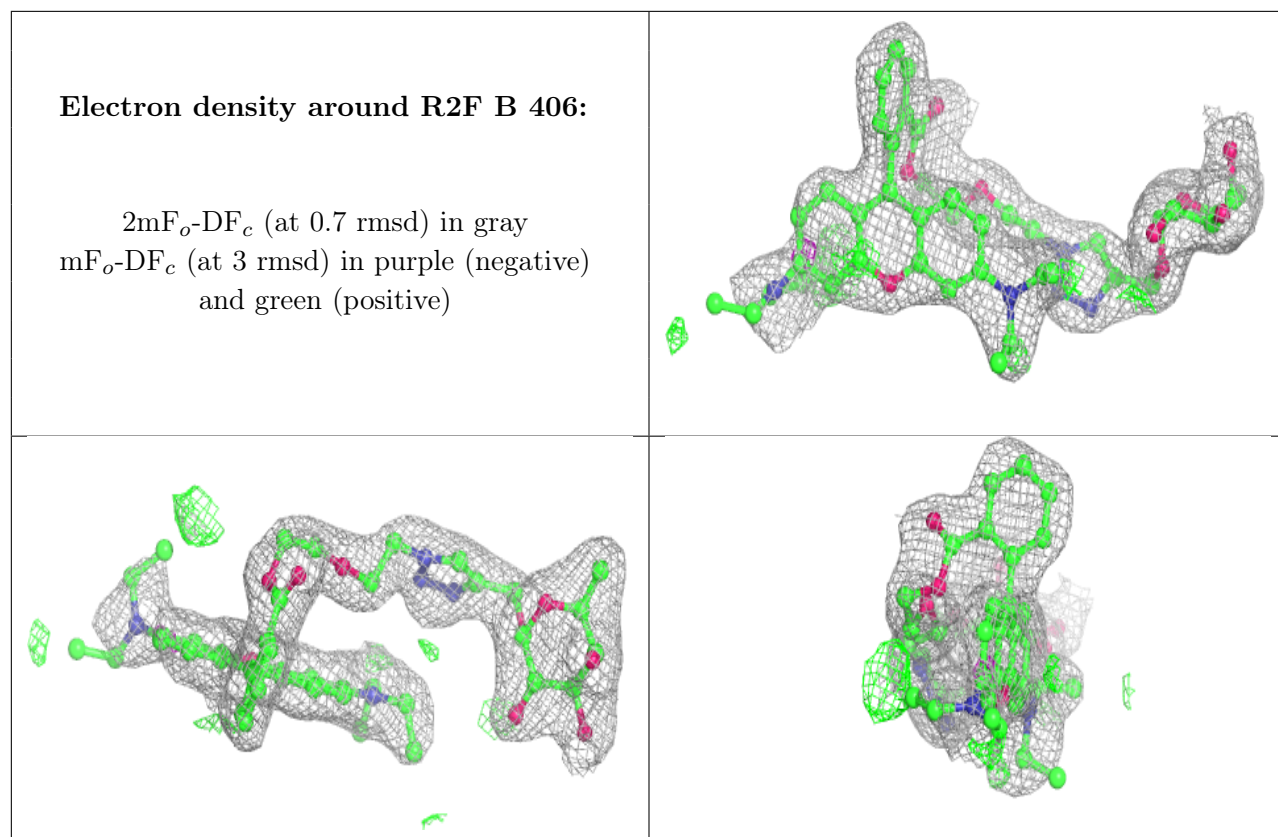 Electron density around R2F B 406:
2mFₒ-DF𝒸 (at 0.7 rmsd) in gray
mFₒ-DF𝒸 (at 3 rmsd) in purple (negative)
and green (positive)